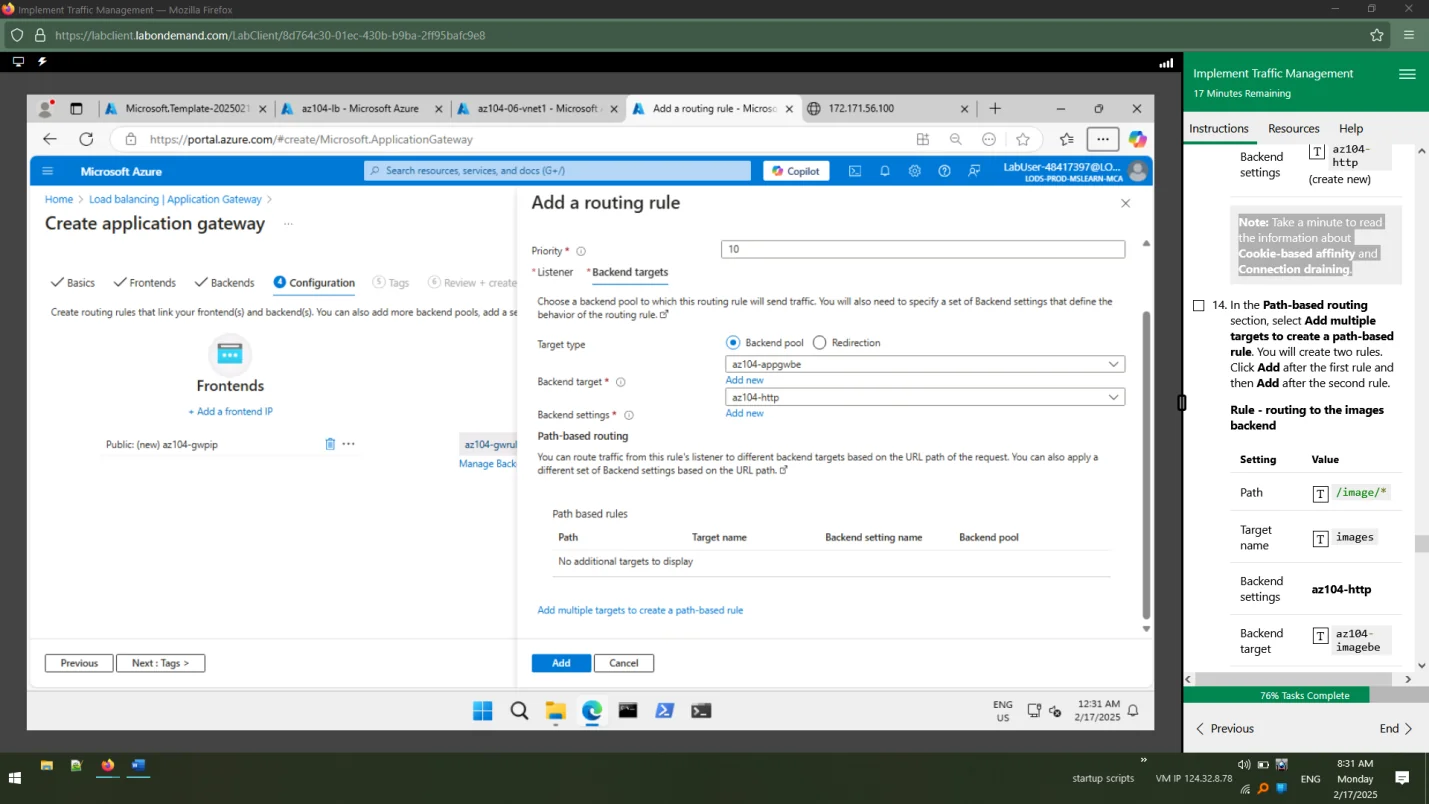 Implement Traffic Management — Mozilla Firefox
https://labclient.labondemand.com/LabClient/8d764c30-01ec-430b-b9ba-2ff95bafc9e8
Microsoft.Template-2025021
az104-lb - Microsoft Azure
az104-06-vnet1 - Microsoft
Add a routing rule - Microso
172.171.56.100
https://portal.azure.com/#create/Microsoft.ApplicationGateway
Microsoft Azure
Search resources, services, and docs (G+/)
Copilot
LabUser-48417397@LO...
LODS-PROD-MSLEARN-MCA
Home > Load balancing | Application Gateway >
Create application gateway
...
Basics
Frontends
Backends
4 Configuration
5 Tags
6 Review + create
Create routing rules that link your frontend(s) and backend(s). You can also add more backend pools, add a se
Frontends
+ Add a frontend IP
Public: (new) az104-gwpip
az104-gwrul
Manage Back
Previous
Next : Tags >
Add a routing rule
Priority *
10
* Listener
* Backend targets
Choose a backend pool to which this routing rule will send traffic. You will also need to specify a set of Backend settings that define the
behavior of the routing rule.
Target type
Backend pool
Redirection
az104-appgwbe
Backend target *
Add new
az104-http
Backend settings *
Add new
Path-based routing
You can route traffic from this rule's listener to different backend targets based on the URL path of the request. You can also apply a
different set of Backend settings based on the URL path.
Path based rules
Path Target name Backend setting name Backend pool
No additional targets to display
Add multiple targets to create a path-based rule
Add
Cancel
ENG
US
12:31 AM
2/17/2025
Implement Traffic Management
17 Minutes Remaining
Instructions Resources Help
Backend
settings
T az104-
http
(create new)
Note: Take a minute to read
the information about
Cookie-based affinity and
Connection draining.
14. In the Path-based routing
section, select Add multiple
targets to create a path-based
rule. You will create two rules.
Click Add after the first rule and
then Add after the second rule.
Rule - routing to the images
backend
Setting Value
Path T /image/*
Target
name
T images
Backend
settings
az104-http
Backend
target
T az104-
imagebe
76% Tasks Complete
< Previous
End >
startup scripts
VM IP 124.32.8.78
ENG
8:31 AM
Monday
2/17/2025